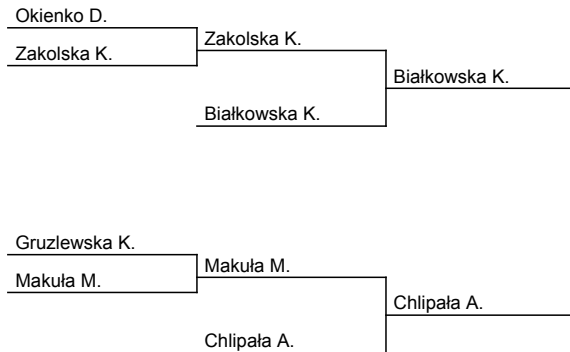 Okienko D.
Zakolska K.
Zakolska K.
Białkowska K.
Białkowska K.
Gruzlewska K.
Makuła M.
Makuła M.
Chlipała A.
Chlipała A.